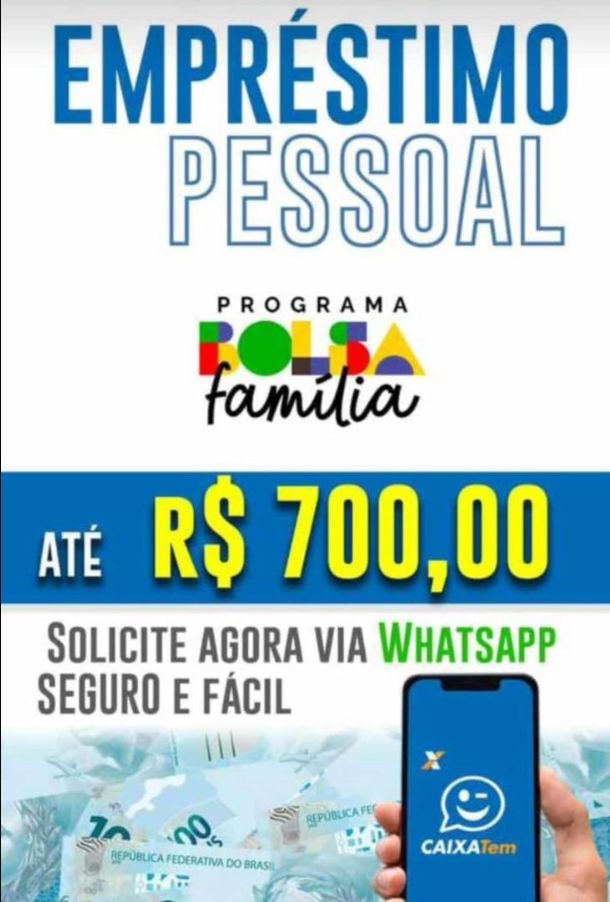 EMPRÉSTIMO
PESSOAL
PROGRAMA
BOLSA
família
ATÉ R$ 700,00
SOLICITE AGORA VIA WHATSAPP
SEGURO E FÁCIL
X
CAIXATem
REPÚBLICA FEDERATIVA DO BRASIL